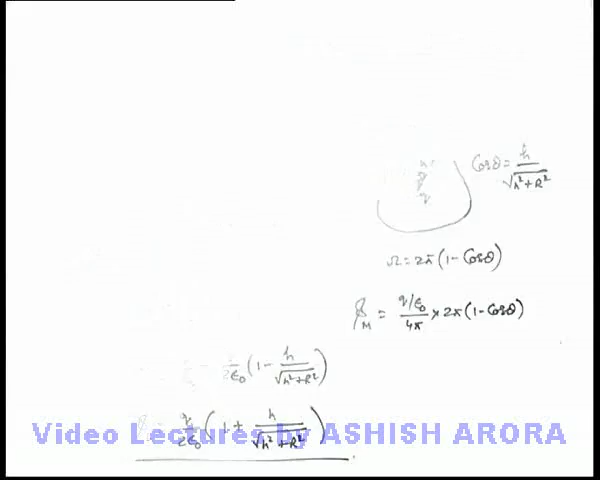 Cosθ = h/√(h²+R²)
Ω = 2π(1 - Cosθ)
φ_M = (q/ε₀)/4π × 2π(1 - Cosθ)
2ε₀ (1 - h/√(h²+R²))
q/2ε₀ (1 + h/√(h²+R²))
Video Lectures by ASHISH ARORA